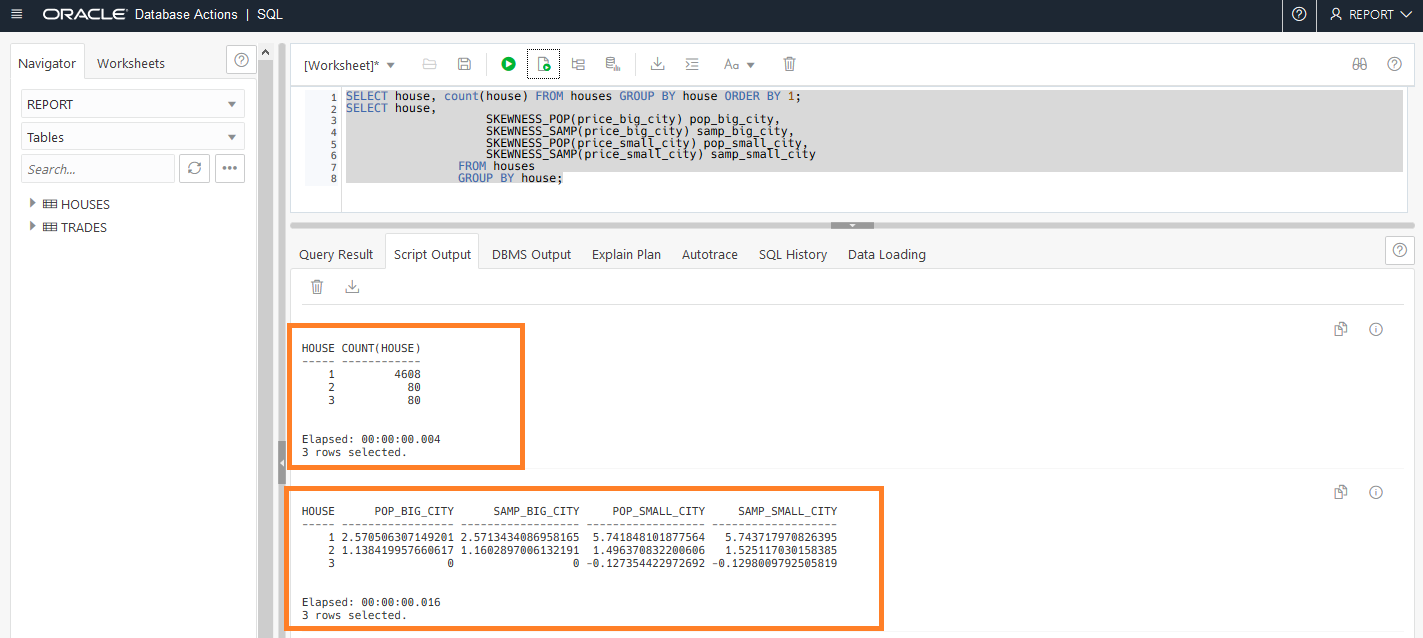 ORACLE Database Actions | SQL
REPORT
Navigator
Worksheets
REPORT
Tables
Search...
HOUSES
TRADES
[Worksheet]*
Aa
1 SELECT house, count(house) FROM houses GROUP BY house ORDER BY 1;
2 SELECT house,
3 SKEWNESS_POP(price_big_city) pop_big_city,
4 SKEWNESS_SAMP(price_big_city) samp_big_city,
5 SKEWNESS_POP(price_small_city) pop_small_city,
6 SKEWNESS_SAMP(price_small_city) samp_small_city
7 FROM houses
8 GROUP BY house;
Query Result Script Output DBMS Output Explain Plan Autotrace SQL History Data Loading
HOUSE COUNT(HOUSE)
----- ------------
1 4608
2 80
3 80
Elapsed: 00:00:00.004
3 rows selected.
HOUSE POP_BIG_CITY SAMP_BIG_CITY POP_SMALL_CITY SAMP_SMALL_CITY
----- ----------------- ------------------ ------------------ -------------------
1 2.570506307149201 2.5713434086958165 5.741848101877564 5.743717970826395
2 1.138419957660617 1.1602897006132191 1.496370832200606 1.525117030158385
3 0 0 -0.127354422972692 -0.1298009792505819
Elapsed: 00:00:00.016
3 rows selected.